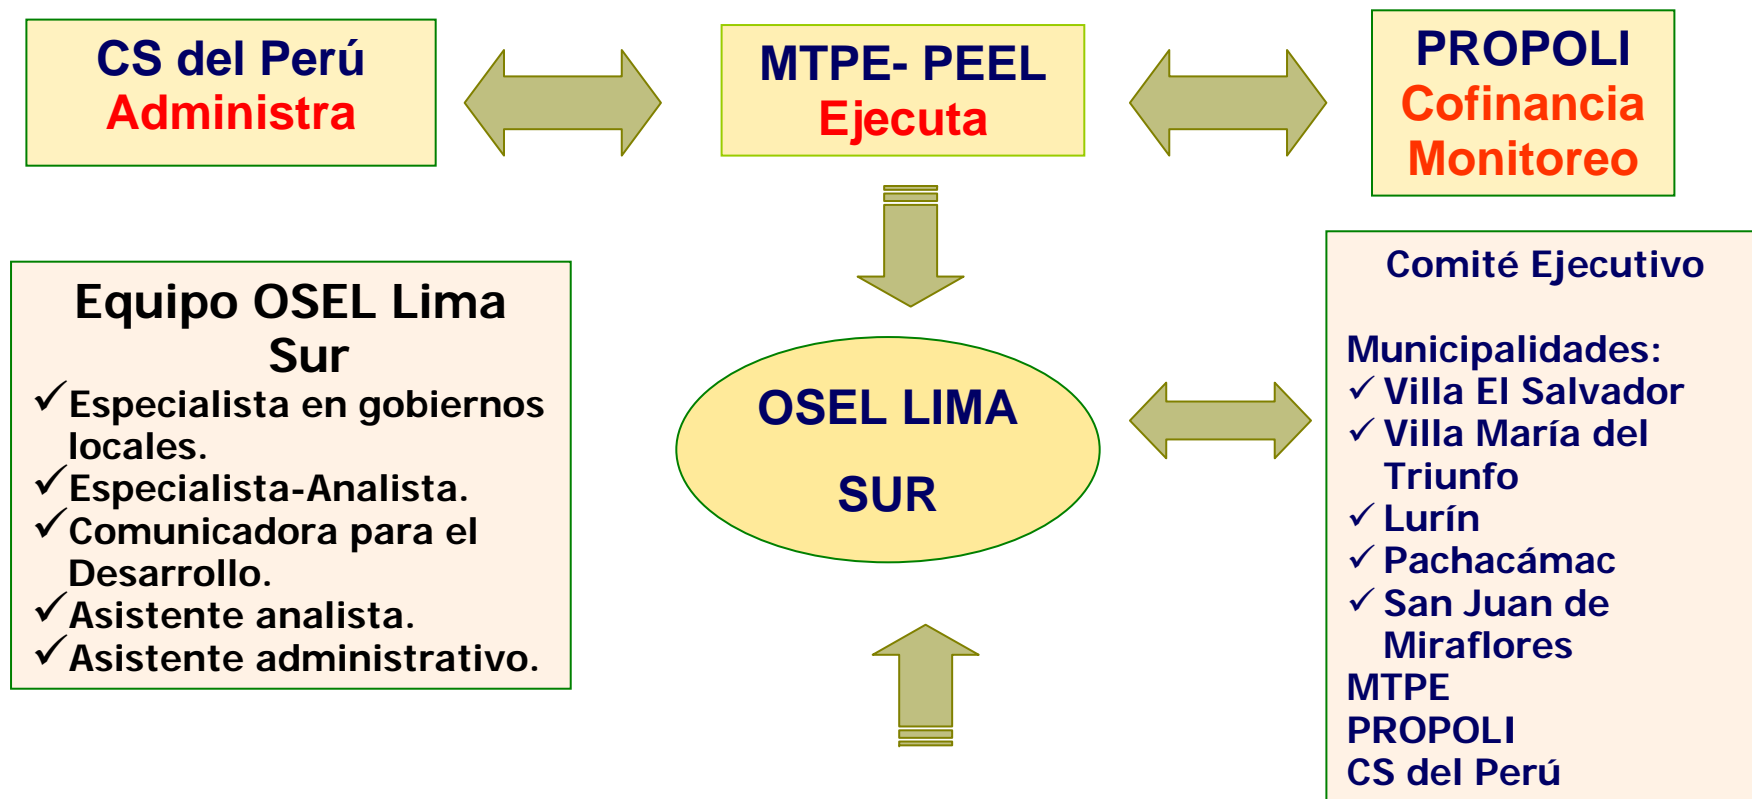 CS del Perú
Administra
MTPE- PEEL
Ejecuta
PROPOLI
Cofinancia
Monitoreo
Equipo OSEL Lima
Sur
✓Especialista en gobiernos
locales.
✓Especialista-Analista.
✓Comunicadora para el
Desarrollo.
✓Asistente analista.
✓Asistente administrativo.
OSEL LIMA
SUR
Comité Ejecutivo
Municipalidades:
✓ Villa El Salvador
✓ Villa María del
Triunfo
✓ Lurín
✓ Pachacámac
✓ San Juan de
Miraflores
MTPE
PROPOLI
CS del Perú